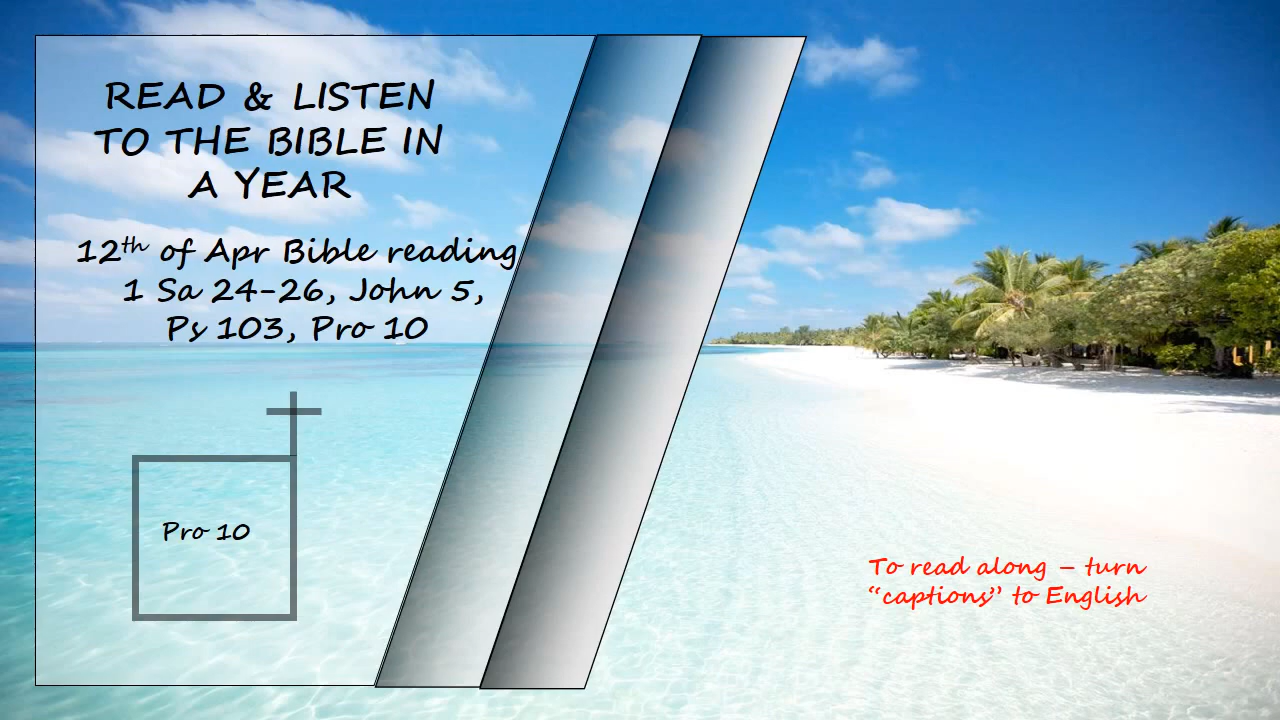 READ & LISTEN
TO THE BIBLE IN
A YEAR
12th of Apr Bible reading
1 Sa 24-26, John 5,
Ps 103, Pro 10
Pro 10
To read along – turn
“captions” to English